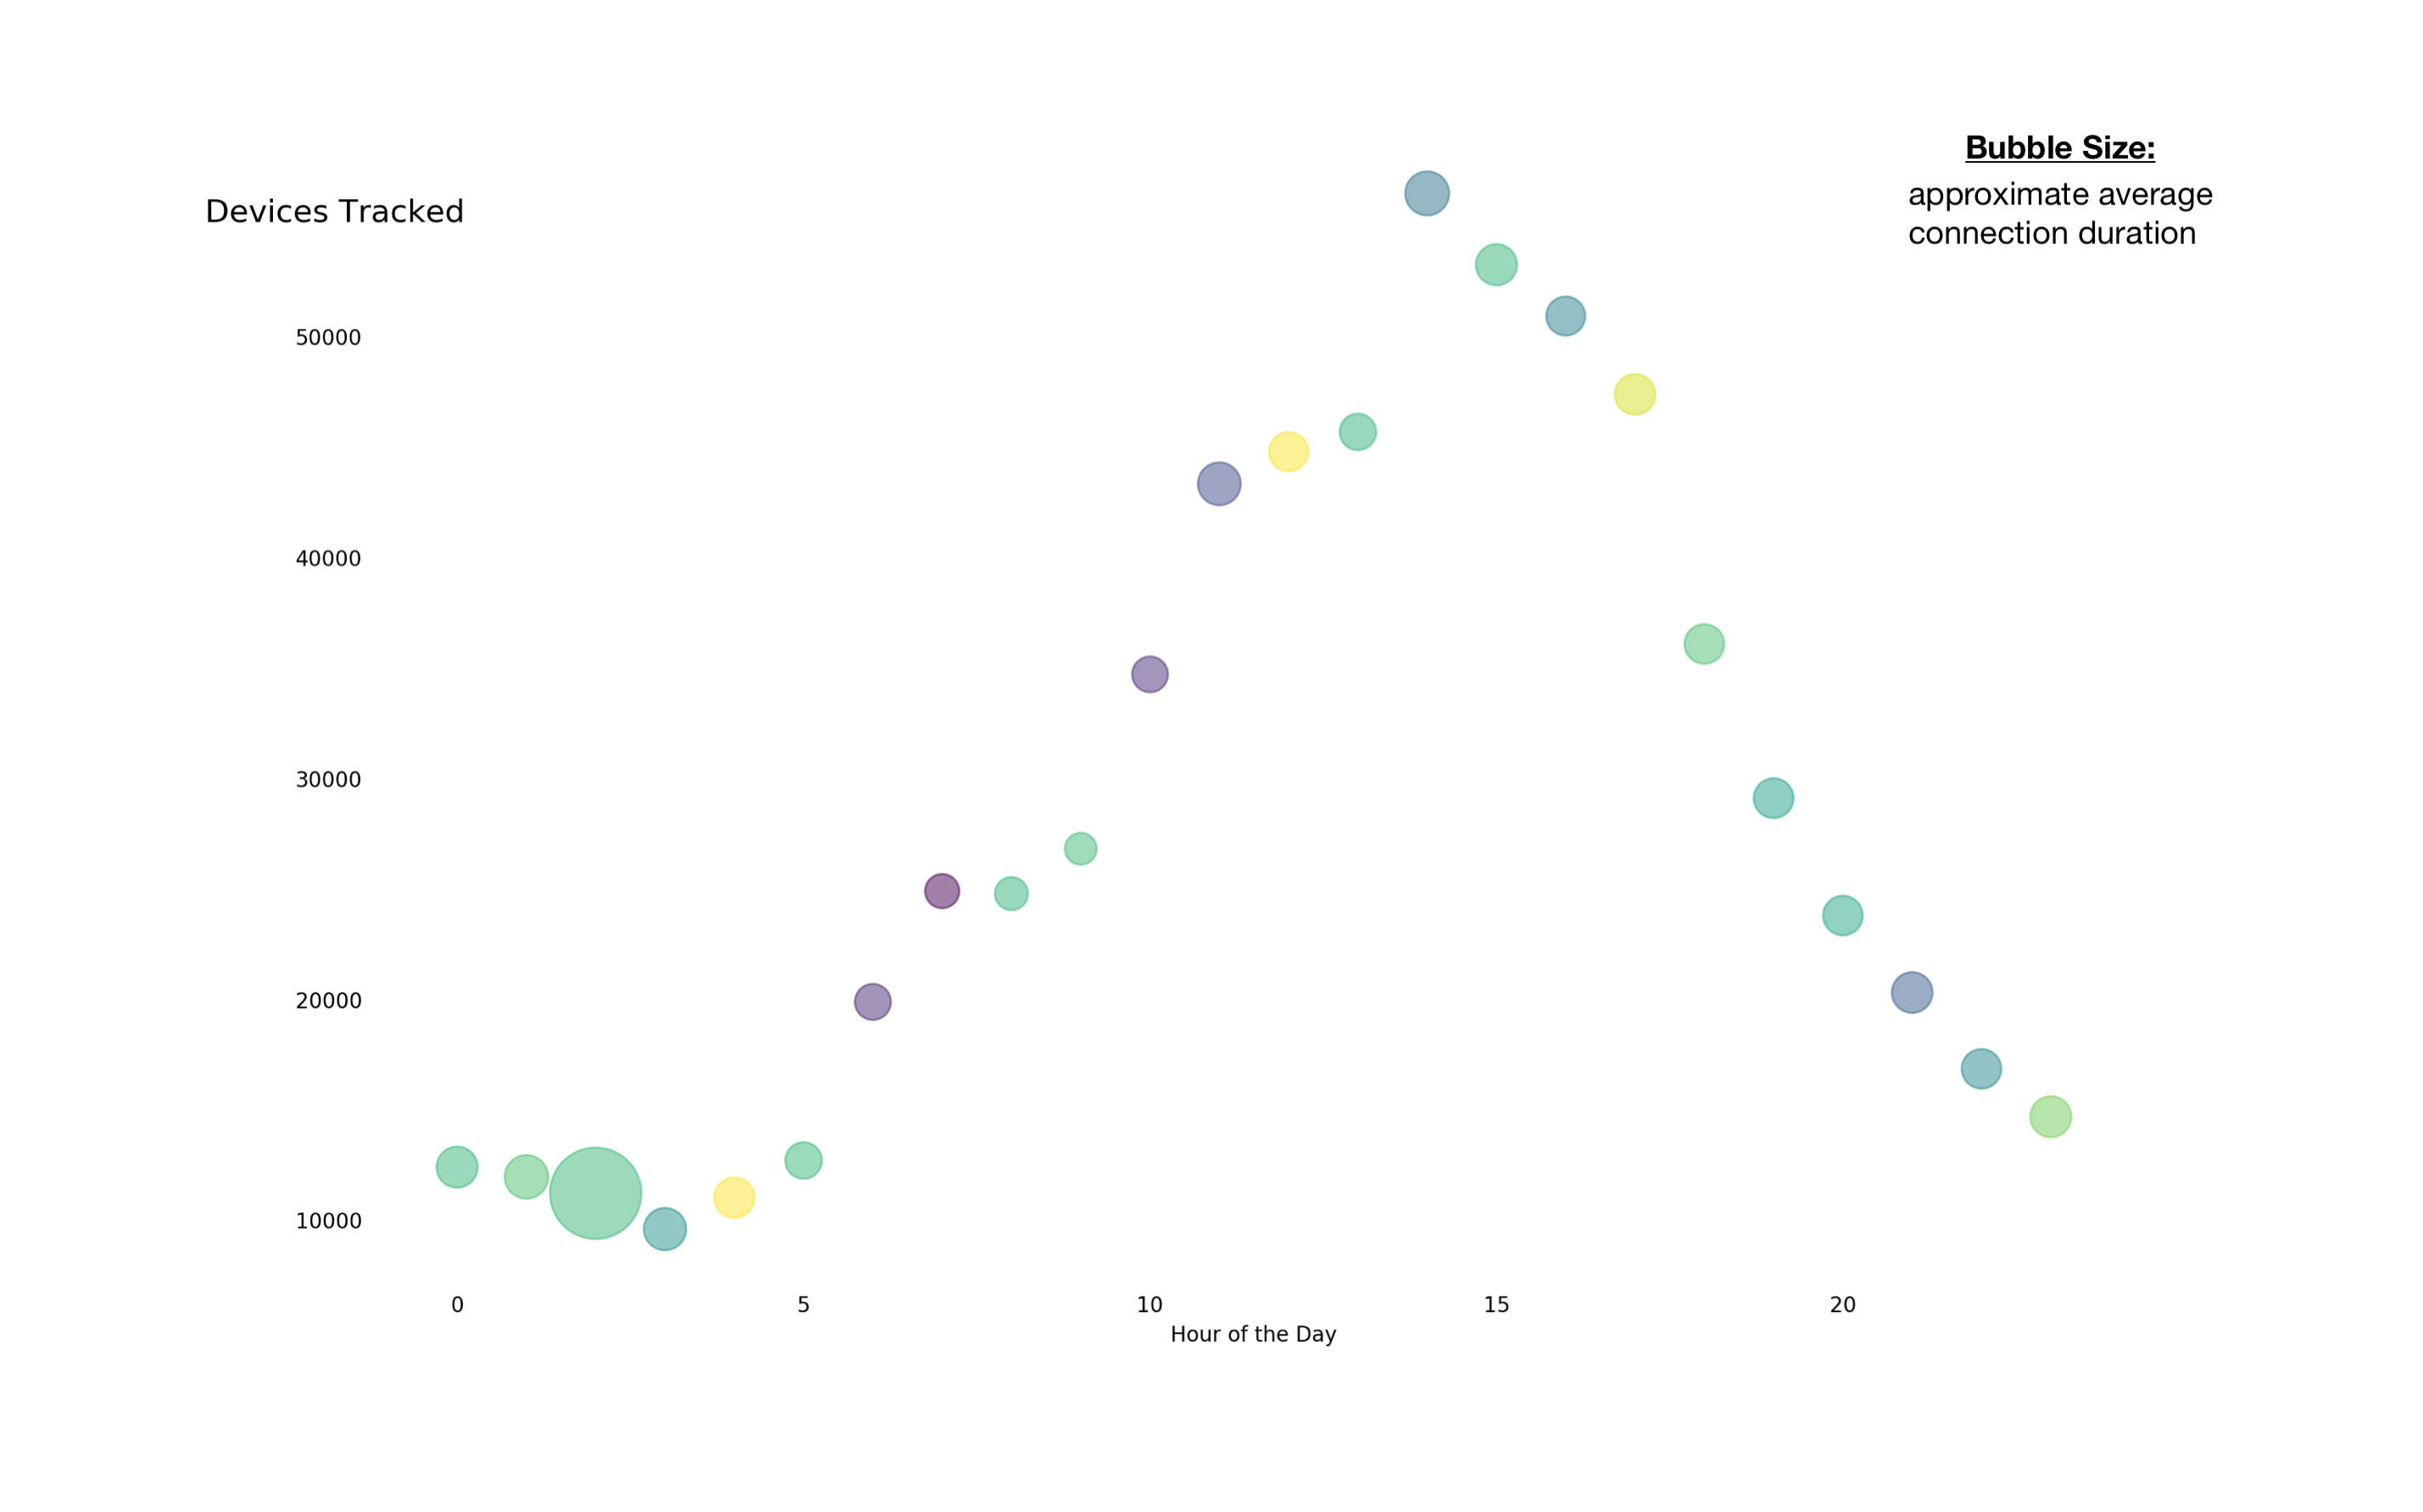 Bubble Size:
approximate average
connection duration
Devices Tracked
50000
40000
30000
20000
10000
0 5 10 15 20
Hour of the Day